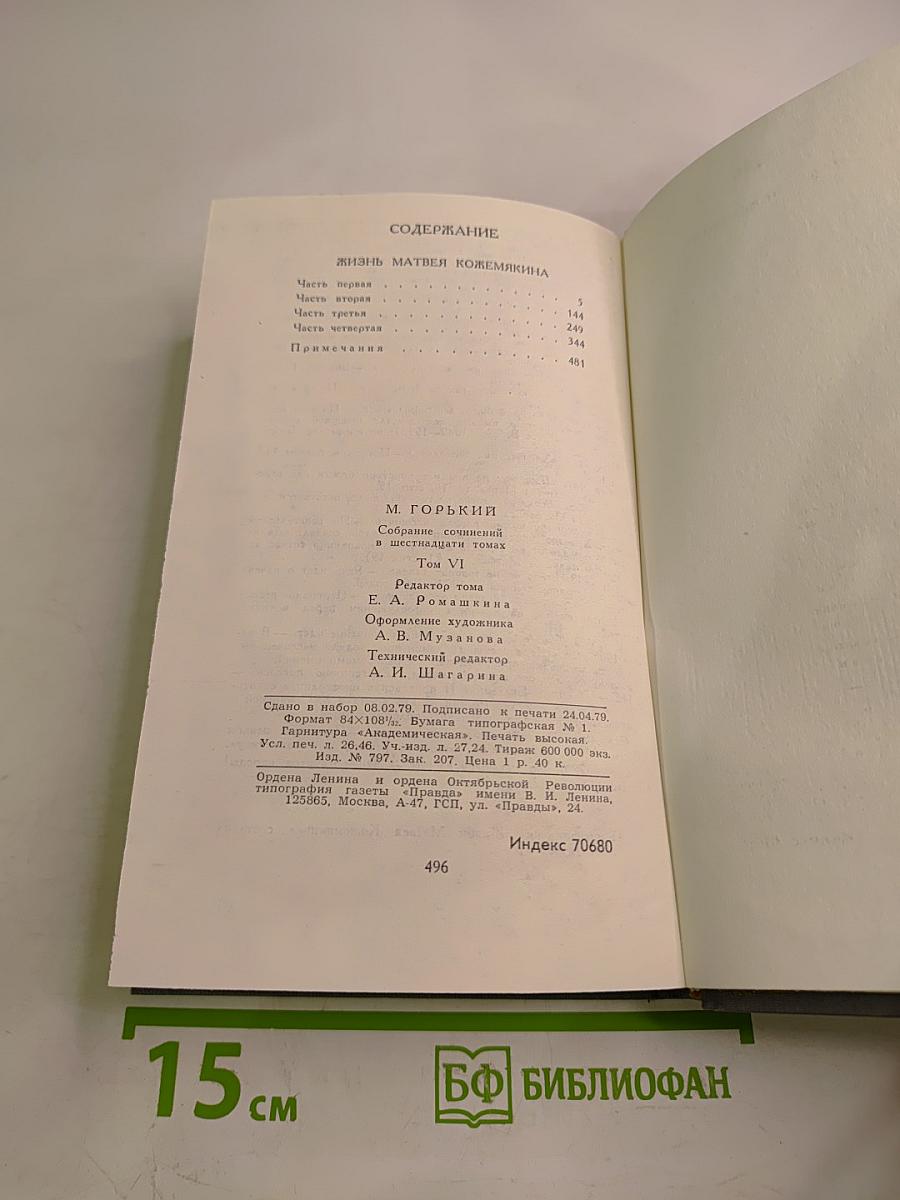 СОДЕРЖАНИЕ
ЖИЗНЬ МАТВЕЯ КОЖЕМЯКИНА
Часть первая . . . . . . . . . . . . 5
Часть вторая . . . . . . . . . . . . 144
Часть третья . . . . . . . . . . . . 249
Часть четвертая . . . . . . . . . . . 344
Примечания . . . . . . . . . . . 481
М. ГОРЬКИЙ
Собрание сочинений
в шестнадцати томах
Том VI
Редактор тома
Е. А. Ромашкина
Оформление художника
А. В. Музанова
Технический редактор
А. И. Шагарина
Сдано в набор 08.02.79. Подписано к печати 24.04.79.
Формат 84×108¹/₃₂. Бумага типографская № 1.
Гарнитура «Академическая». Печать высокая.
Усл. печ. л. 26,46. Уч.-изд. л. 27,24. Тираж 600 000 экз.
Изд. № 797. Зак. 207. Цена 1 р. 40 к.
Ордена Ленина и ордена Октябрьской Революции
типография газеты «Правда» имени В. И. Ленина,
125865, Москва, А-47, ГСП, ул. «Правды», 24.
Индекс 70680
496
15 см
БФ БИБЛИОФАН